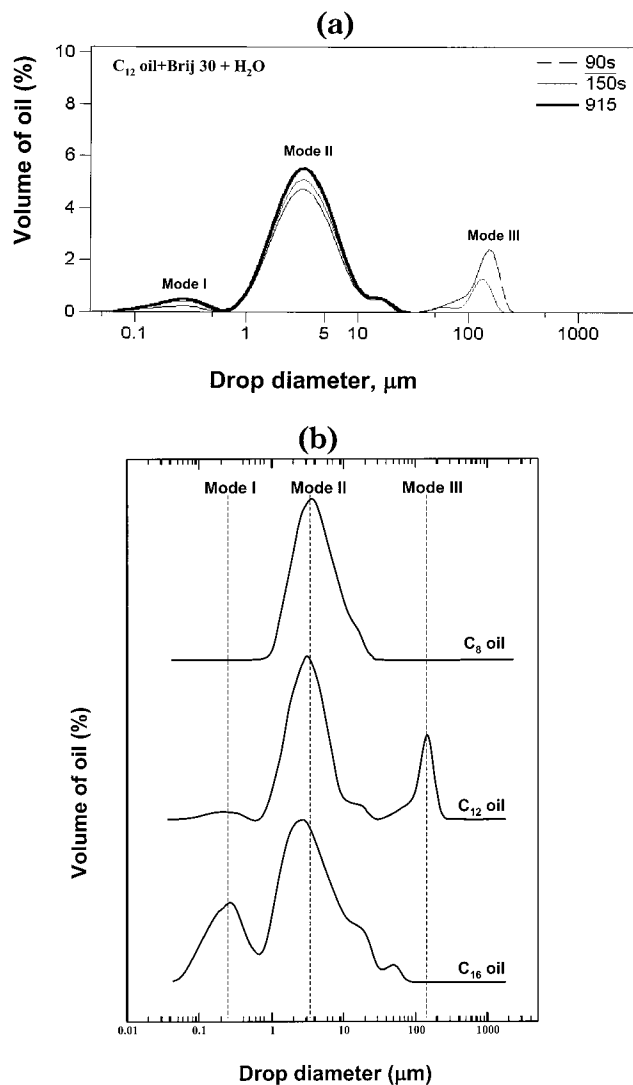 (a)
C12 oil+Brij 30 + H2O
90s
150s
915
Mode I
Mode II
Mode III
Volume of oil (%)
10
8
6
4
2
0
0.1 1 5 10 100 1000
Drop diameter, μm
(b)
Mode I Mode II Mode III
C8 oil
C12 oil
C16 oil
Volume of oil (%)
0.01 0.1 1 10 100 1000
Drop diameter (μm)